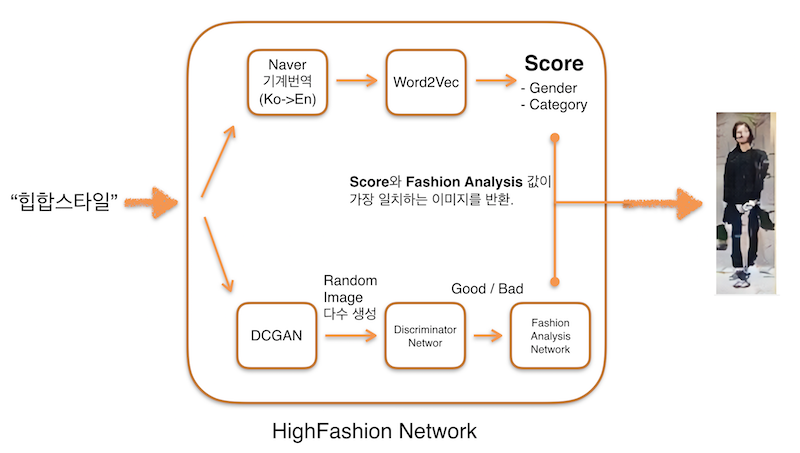 Naver
기계번역
(Ko->En)
Word2Vec
Score
- Gender
- Category
“힙합스타일”
Score와 Fashion Analysis 값이
가장 일치하는 이미지를 반환.
Random
Image
다수 생성
Good / Bad
DCGAN
Discriminator
Networ
Fashion
Analysis
Network
HighFashion Network